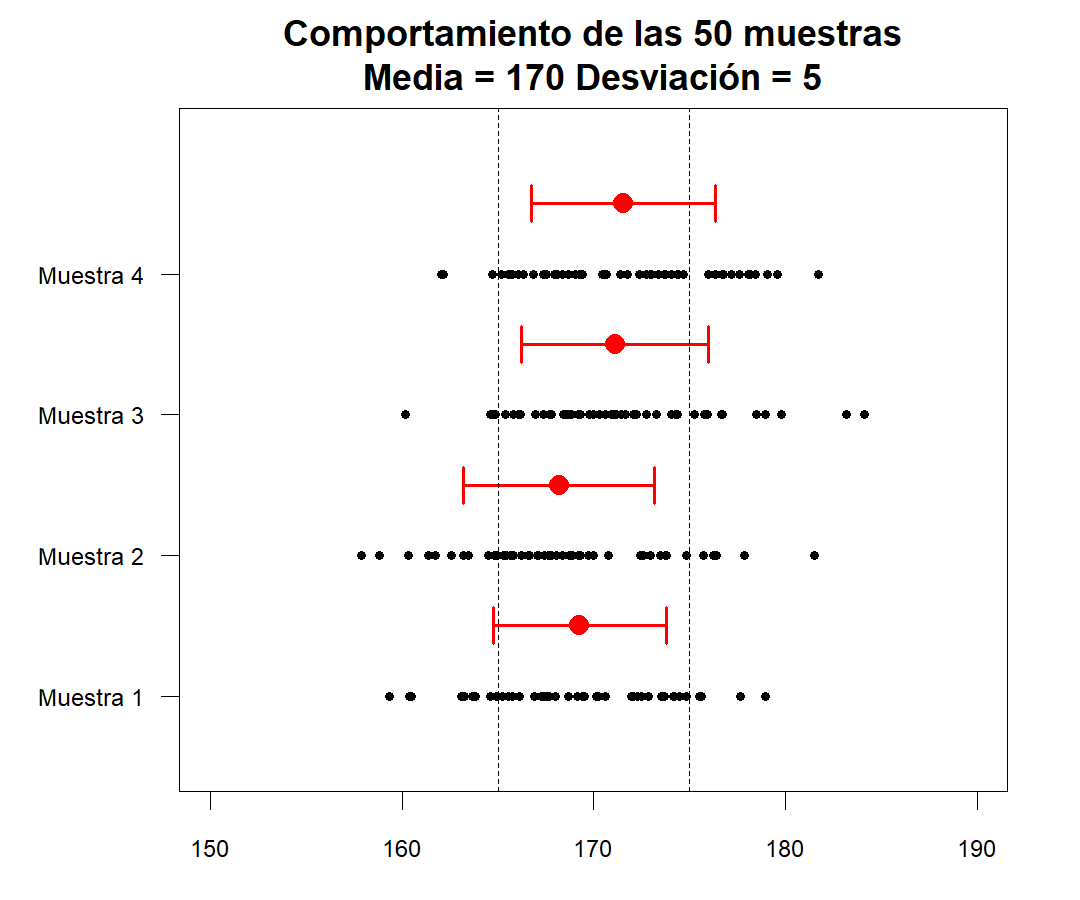 Comportamiento de las 50 muestras
Media = 170 Desviación = 5
Muestra 4
Muestra 3
Muestra 2
Muestra 1
150 160 170 180 190